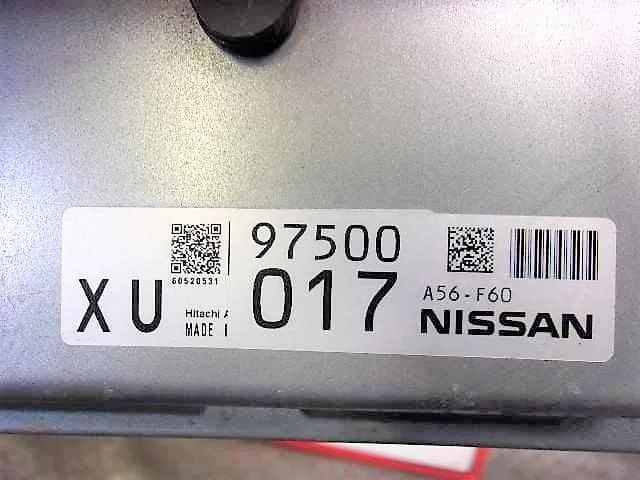 97500
60520531
XU
Hitachi A
MADE I
017
A56-F60
NISSAN